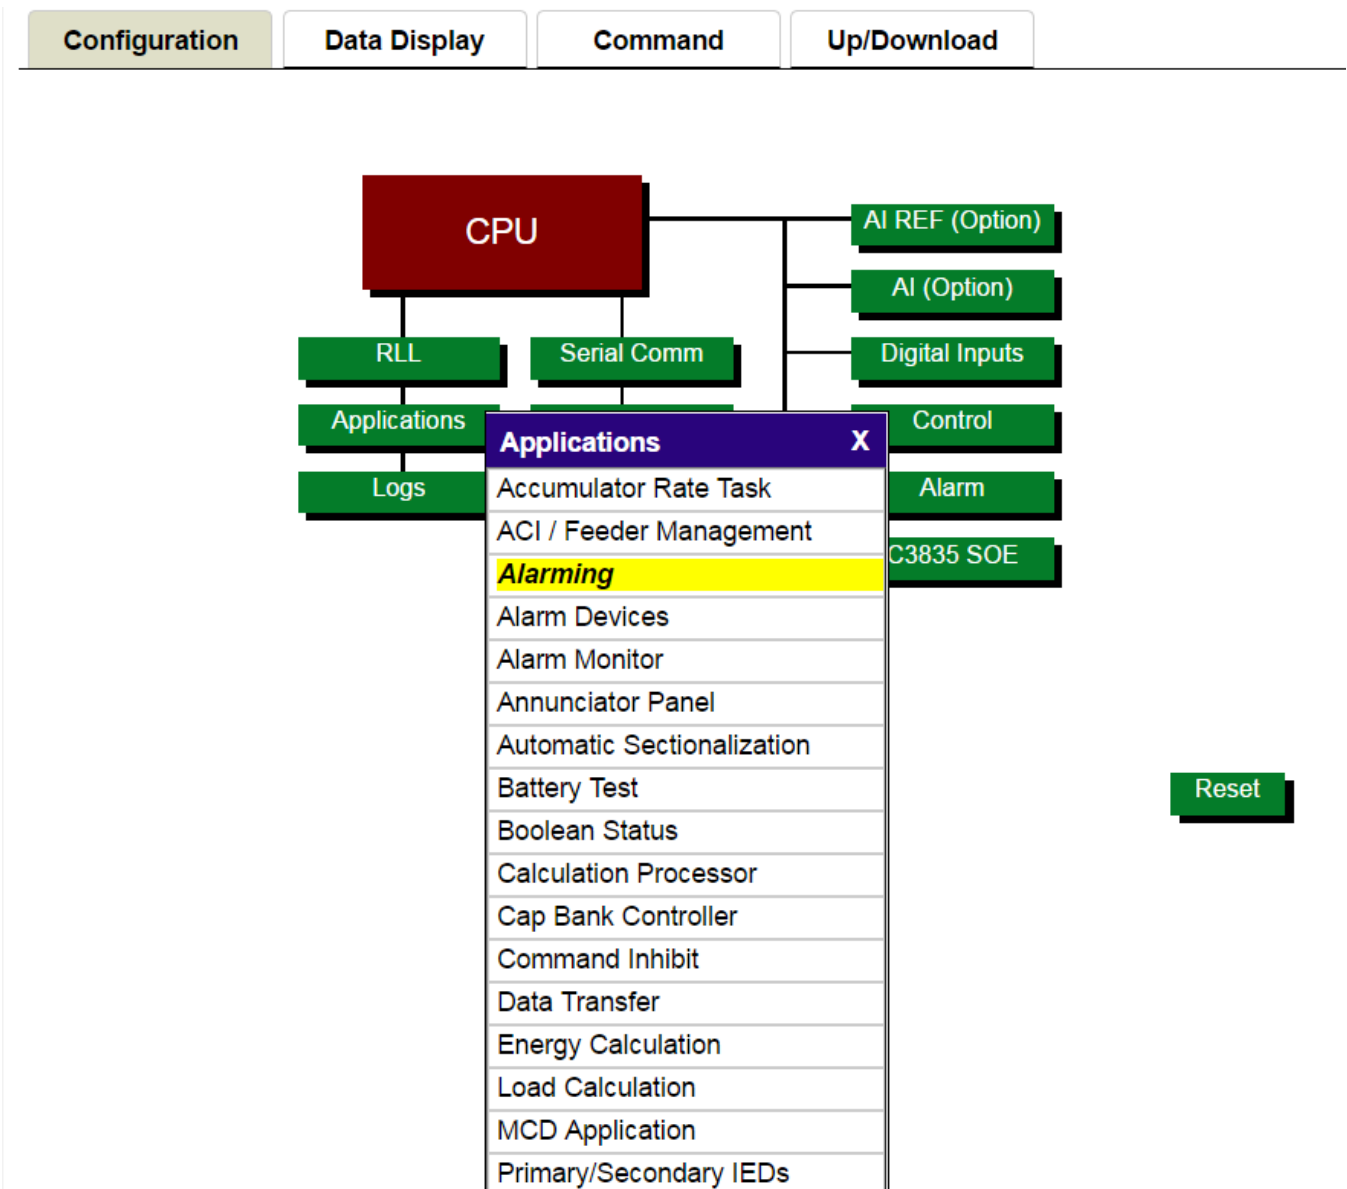 Configuration
Data Display
Command
Up/Download
CPU
AI REF (Option)
AI (Option)
RLL
Serial Comm
Digital Inputs
Applications
Control
Logs
Alarm
C3835 SOE
Applications X
Accumulator Rate Task
ACI / Feeder Management
Alarming
Alarm Devices
Alarm Monitor
Annunciator Panel
Automatic Sectionalization
Battery Test
Boolean Status
Calculation Processor
Cap Bank Controller
Command Inhibit
Data Transfer
Energy Calculation
Load Calculation
MCD Application
Primary/Secondary IEDs
Reset